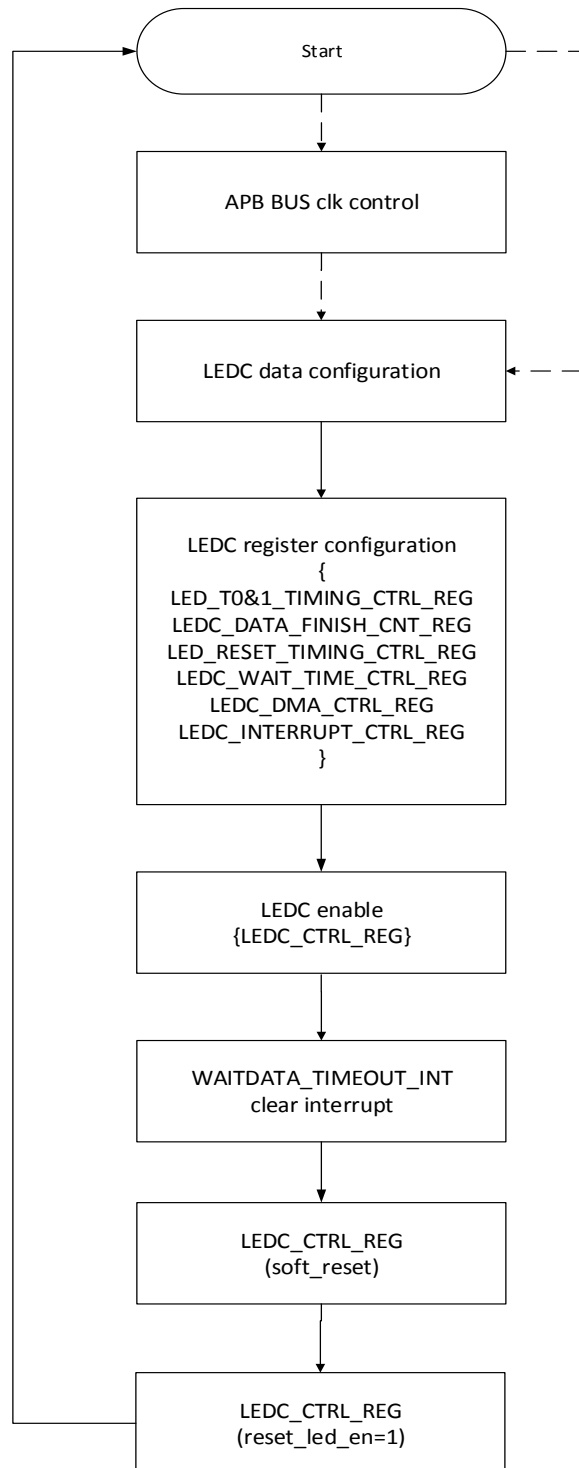 Start
APB BUS clk control
LEDC data configuration
LEDC register configuration
{
LED_T0&1_TIMING_CTRL_REG
LEDC_DATA_FINISH_CNT_REG
LED_RESET_TIMING_CTRL_REG
LEDC_WAIT_TIME_CTRL_REG
LEDC_DMA_CTRL_REG
LEDC_INTERRUPT_CTRL_REG
}
LEDC enable
{LEDC_CTRL_REG}
WAITDATA_TIMEOUT_INT
clear interrupt
LEDC_CTRL_REG
(soft_reset)
LEDC_CTRL_REG
(reset_led_en=1)